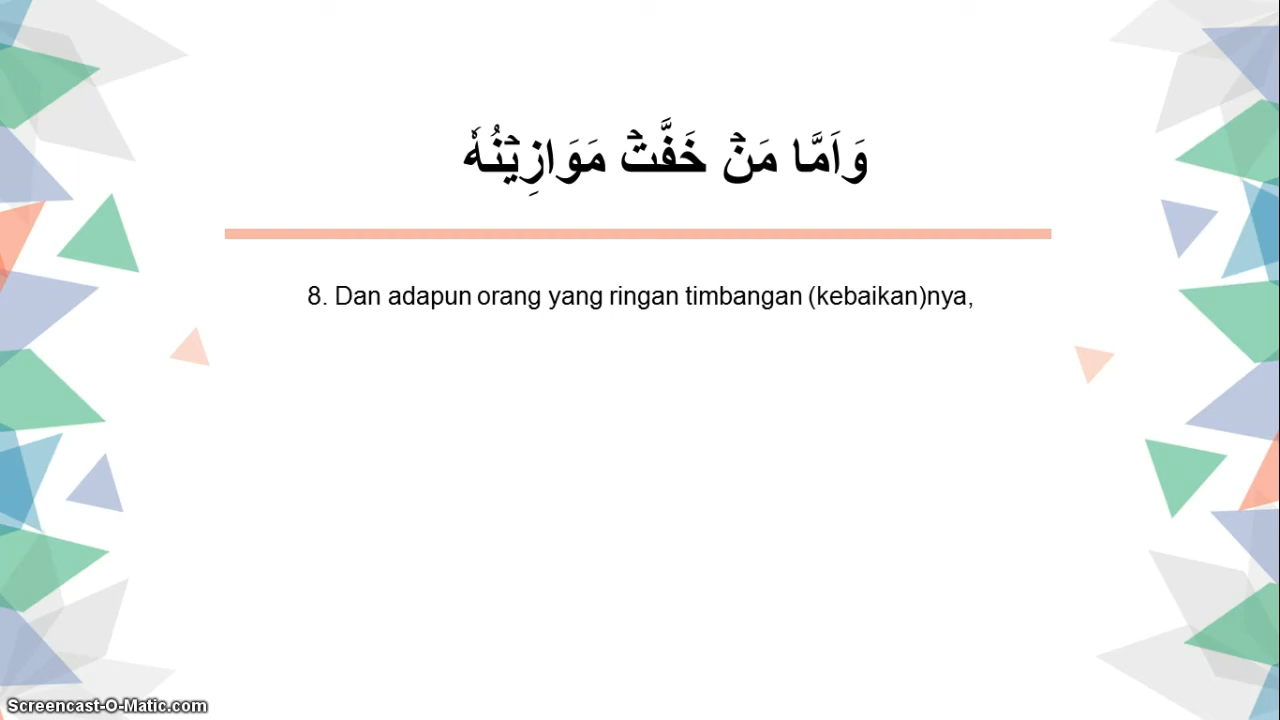 وَاَمَّا مَنۡ خَفَّتۡ مَوَازِيۡنُهٗ
8. Dan adapun orang yang ringan timbangan (kebaikan)nya,
Screencast-O-Matic.com